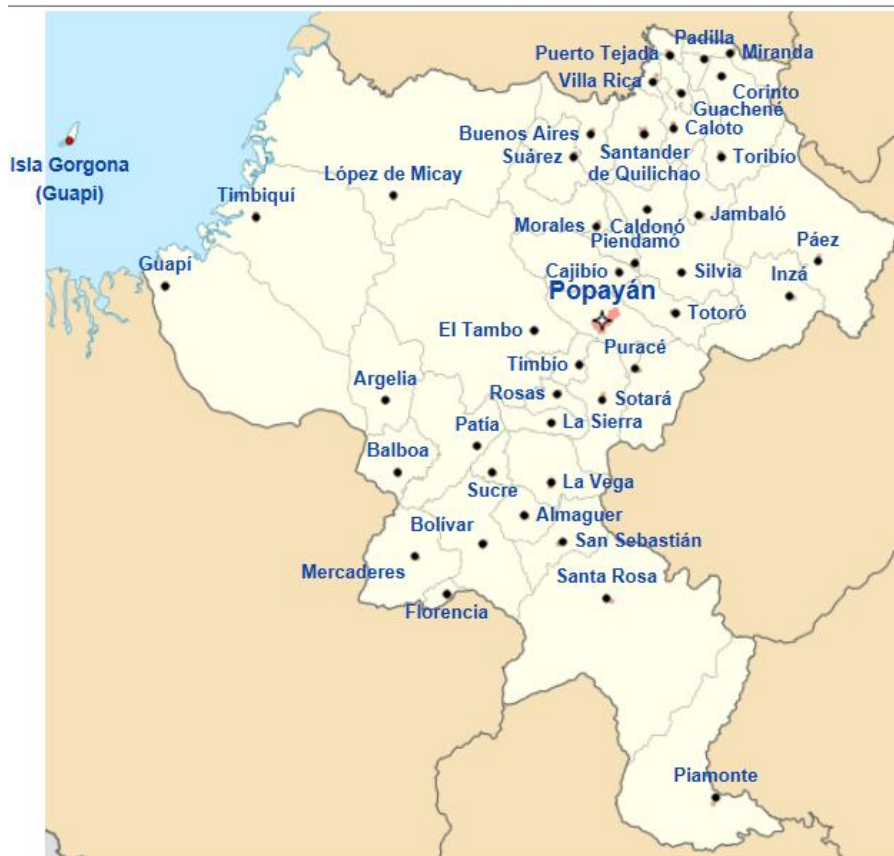 Padilla
Puerto Tejada
Miranda
Villa Rica
Corinto
Guachené
Buenos Aires
Caloto
Isla Gorgona
(Guapi)
Suárez
Santander
de Quilichao
Toribío
López de Micay
Timbiquí
Morales
Caldonó
Jambaló
Piendamó
Páez
Guapí
Cajibío
Silvia
Inzá
Popayán
Totoró
El Tambo
Puracé
Timbío
Argelia
Rosas
Sotará
Patía
La Sierra
Balboa
Sucre
La Vega
Almaguer
Bolívar
San Sebastián
Mercaderes
Santa Rosa
Florencia
Piamonte